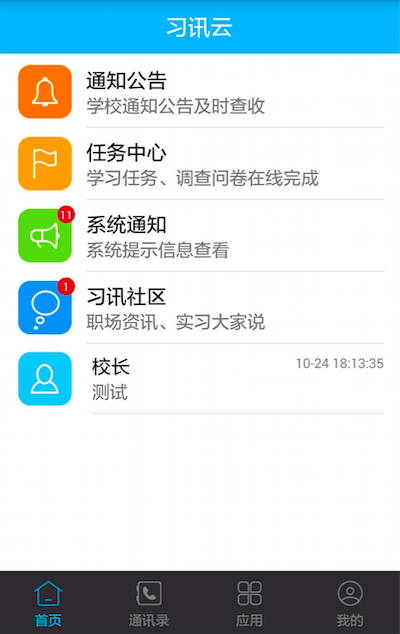 习讯云
通知公告
学校通知公告及时查收
任务中心
学习任务、调查问卷在线完成
11
系统通知
系统提示信息查看
1
习讯社区
职场资讯、实习大家说
校长
10-24 18:13:35
测试
首页
通讯录
应用
我的